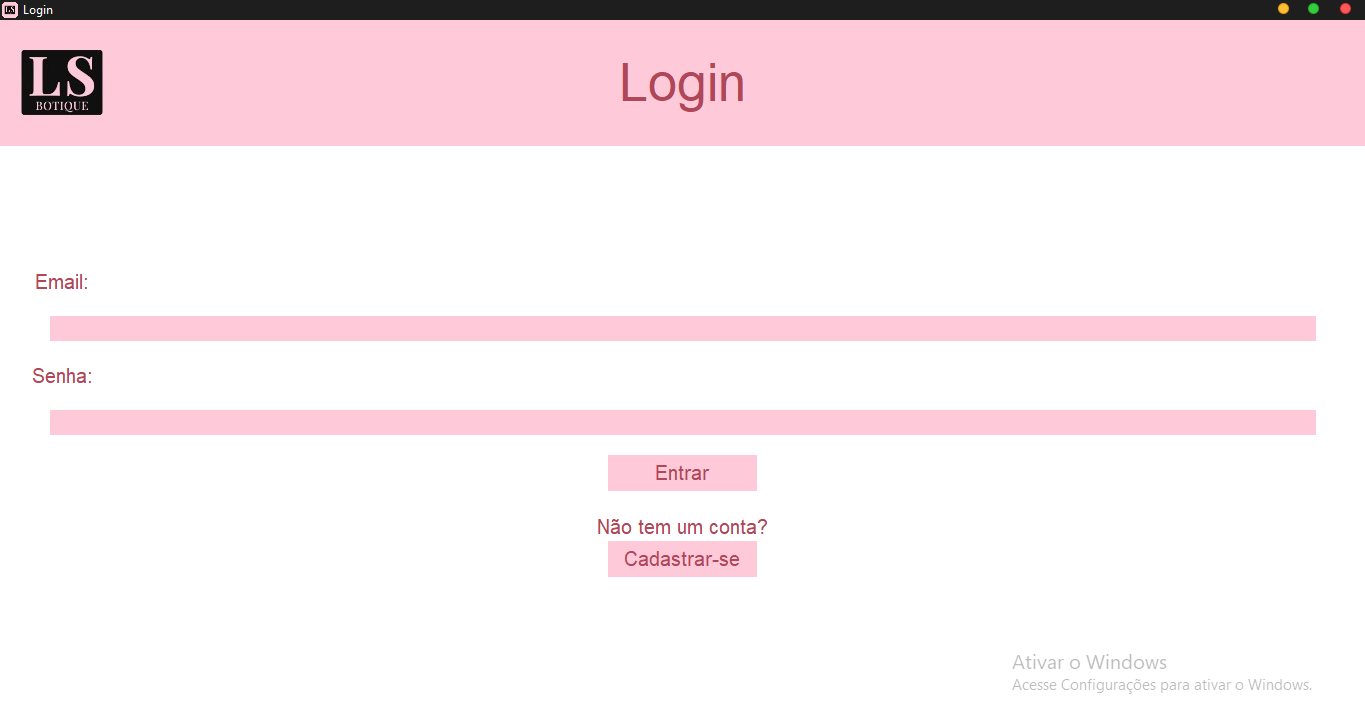 Login
LS
BOTIQUE
Login
Email:
Senha:
Entrar
Não tem um conta?
Cadastrar-se
Ativar o Windows
Acesse Configurações para ativar o Windows.